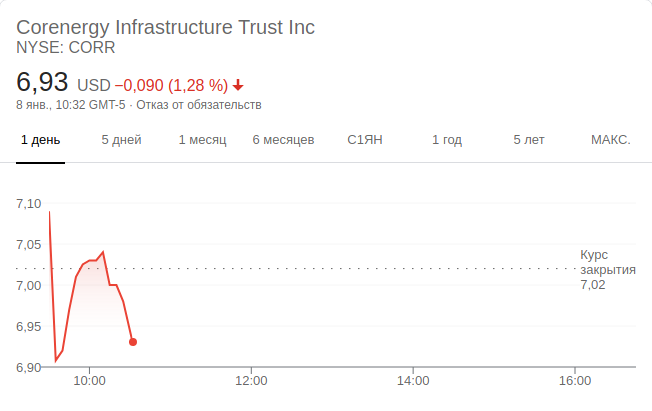 Corenergy Infrastructure Trust Inc
NYSE: CORR
6,93 USD −0,090 (1,28 %)
8 янв., 10:32 GMT-5 · Отказ от обязательств
1 день 5 дней 1 месяц 6 месяцев С1ЯН 1 год 5 лет МАКС.
7,10
7,05
7,00
6,95
6,90
Курс
закрытия
7,02
10:00 12:00 14:00 16:00